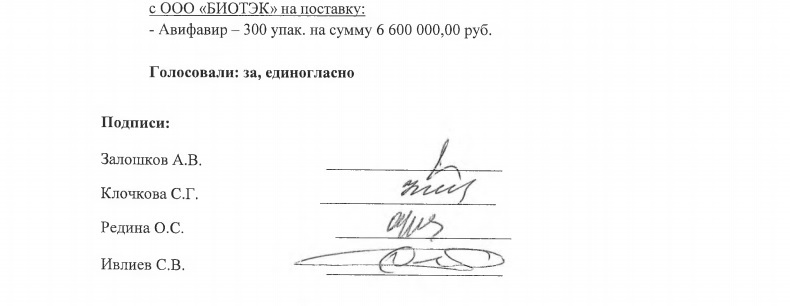 с ООО «БИОТЭК» на поставку:
- Авифавир – 300 упак. на сумму 6 600 000,00 руб.
Голосовали: за, единогласно
Подписи:
Залошков А.В.
Клочкова С.Г.
Редина О.С.
Ивлиев С.В.